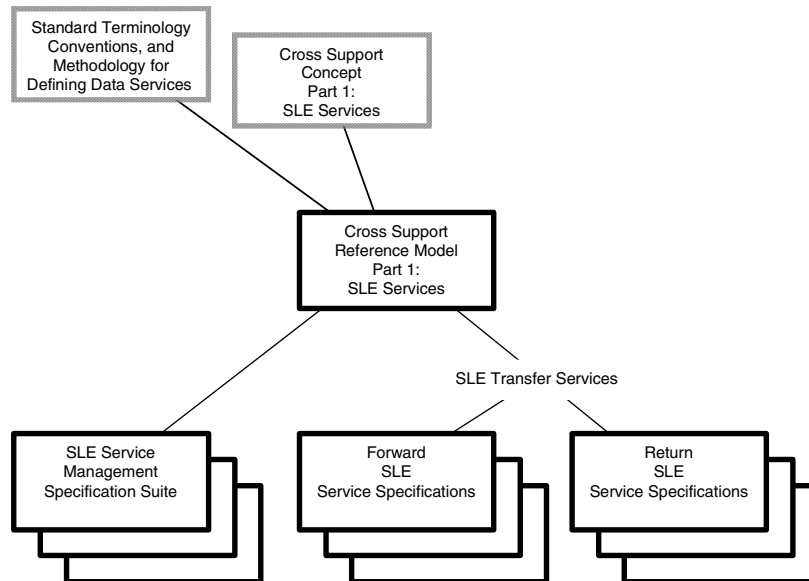 Standard Terminology
Conventions, and
Methodology for
Defining Data Services
Cross Support
Concept
Part 1:
SLE Services
Cross Support
Reference Model
Part 1:
SLE Services
SLE Transfer Services
SLE Service
Management
Specification Suite
Forward
SLE
Service Specifications
Return
SLE
Service Specifications